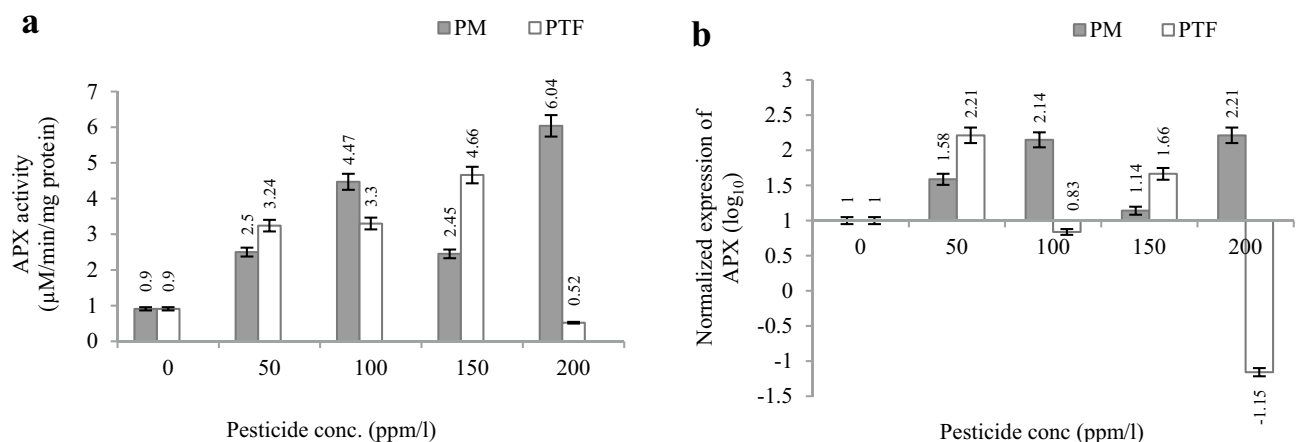 a
PM PTF
APX activity
(µM/min/mg protein)
7
6
5
4
3
2
1
0
0.9 0.9 2.5 3.24 4.47 3.3 2.45 4.66 6.04 0.52
0 50 100 150 200
Pesticide conc. (ppm/l)
b
PM PTF
Normalized expression of
APX (log10)
3
2.5
2
1.5
1
0.5
0
-0.5
-1
-1.5
1 1 1.58 2.21 2.14 0.83 1.14 1.66 2.21 -1.15
0 50 100 150 200
Pesticide conc (ppm/l)